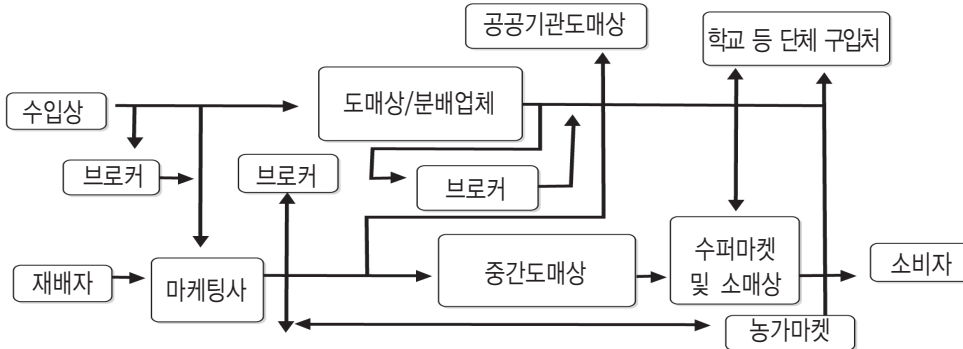 공공기관도매상
학교 등 단체 구입처
도매상/분배업체
수입상
브로커
브로커
브로커
수퍼마켓
및 소매상
소비자
재배자
마케팅사
중간도매상
농가마켓